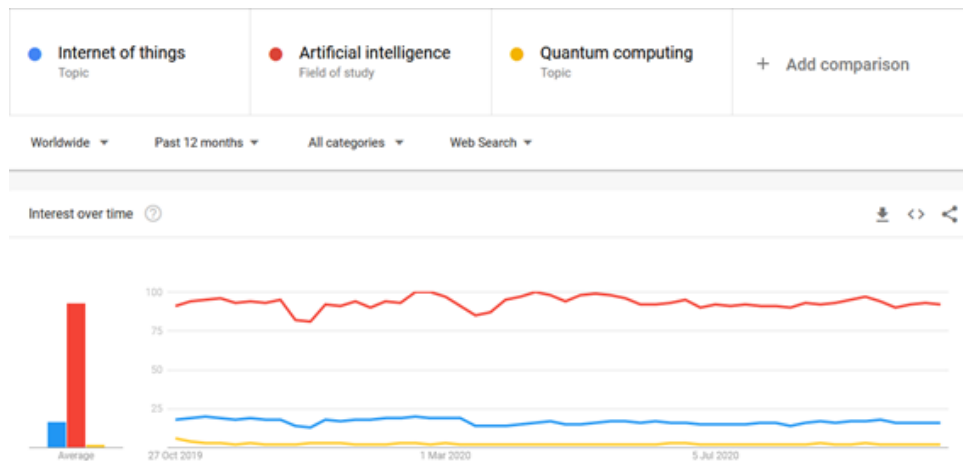 Internet of things
Topic
Artificial intelligence
Field of study
Quantum computing
Topic
+ Add comparison
Worldwide
Past 12 months
All categories
Web Search
Interest over time
100
75
50
25
Average
27 Oct 2019
1 Mar 2020
5 Jul 2020